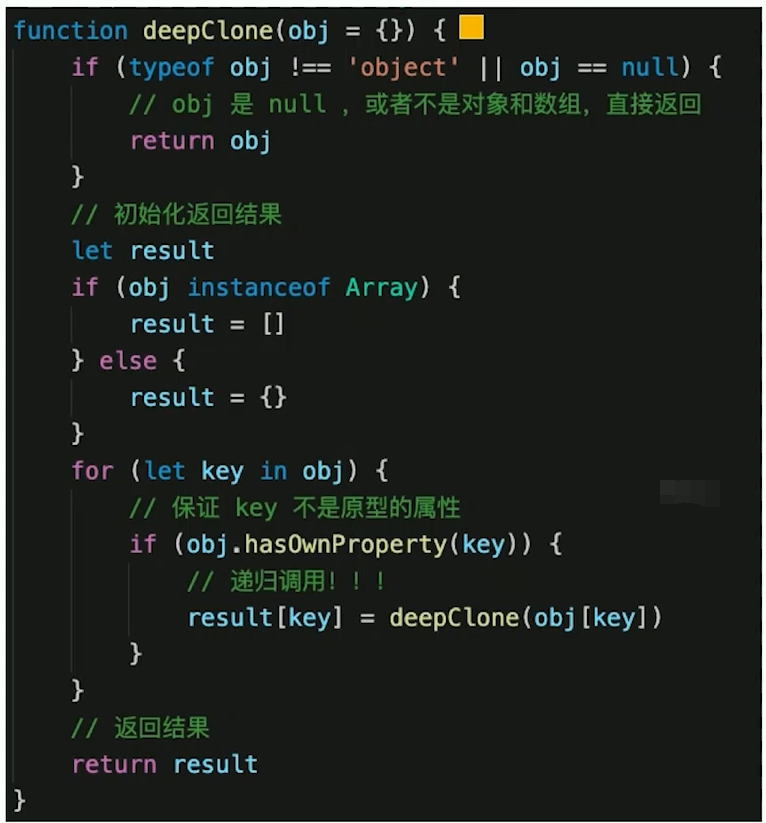 function deepClone(obj = {}) {
    if (typeof obj !== 'object' || obj == null) {
        // obj 是 null ，或者不是对象和数组，直接返回
        return obj
    }
    // 初始化返回结果
    let result
    if (obj instanceof Array) {
        result = []
    } else {
        result = {}
    }
    for (let key in obj) {
        // 保证 key 不是原型的属性
        if (obj.hasOwnProperty(key)) {
            // 递归调用！！！
            result[key] = deepClone(obj[key])
        }
    }
    // 返回结果
    return result
}